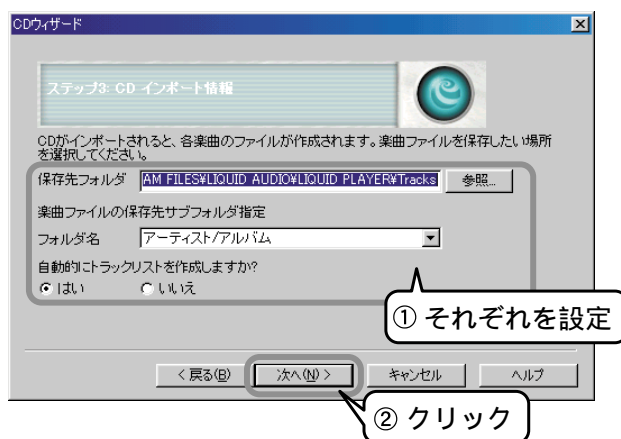 CDウィザード
ステップ3: CD インポート情報
CDがインポートされると、各楽曲のファイルが作成されます。楽曲ファイルを保存したい場所
を選択してください。
保存先フォルダ AM FILES¥LIQUID AUDIO¥LIQUID PLAYER¥Tracks 参照...
楽曲ファイルの保存先サブフォルダ指定
フォルダ名 アーティスト/アルバム
自動的にトラックリストを作成しますか?
はい いいえ
① それぞれを設定
< 戻る(B) 次へ(N) > キャンセル ヘルプ
② クリック